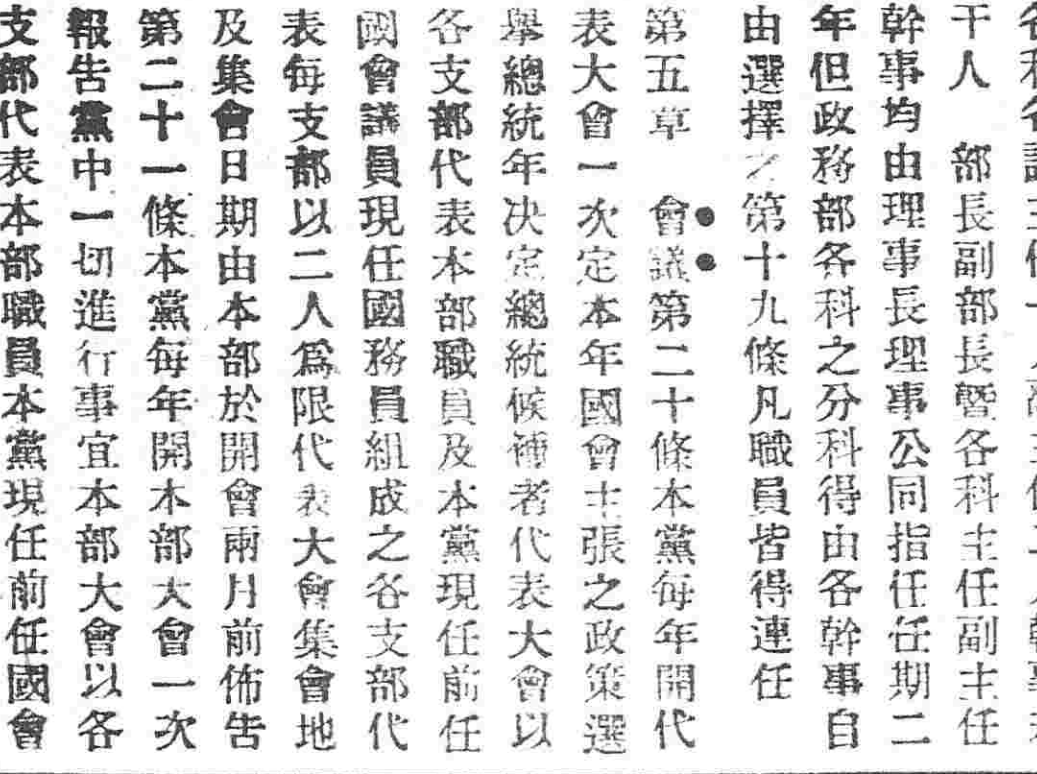 干人　部長副部長暨各科主任副主任
幹事均由理事長理事公同指任任期二
年但政務部各科之分科得由各幹事自
由選擇之第十九條凡職員皆得連任
第五草　會議第二十條本黨每年開代
表大會一次定本年國會主張之政策選
舉總統年决定總統候補者代表大會以
各支部代表本部職員及本黨現任前任
國會議員現任國務員組成之各支部代
表每支部以二人爲限代表大會集會地
及集會日期由本部於開會兩月前佈告
第二十一條本黨每年開本部大會一次
報告黨中一切進行事宜本部大會以各
支部代表本部職員本黨現任前任國會